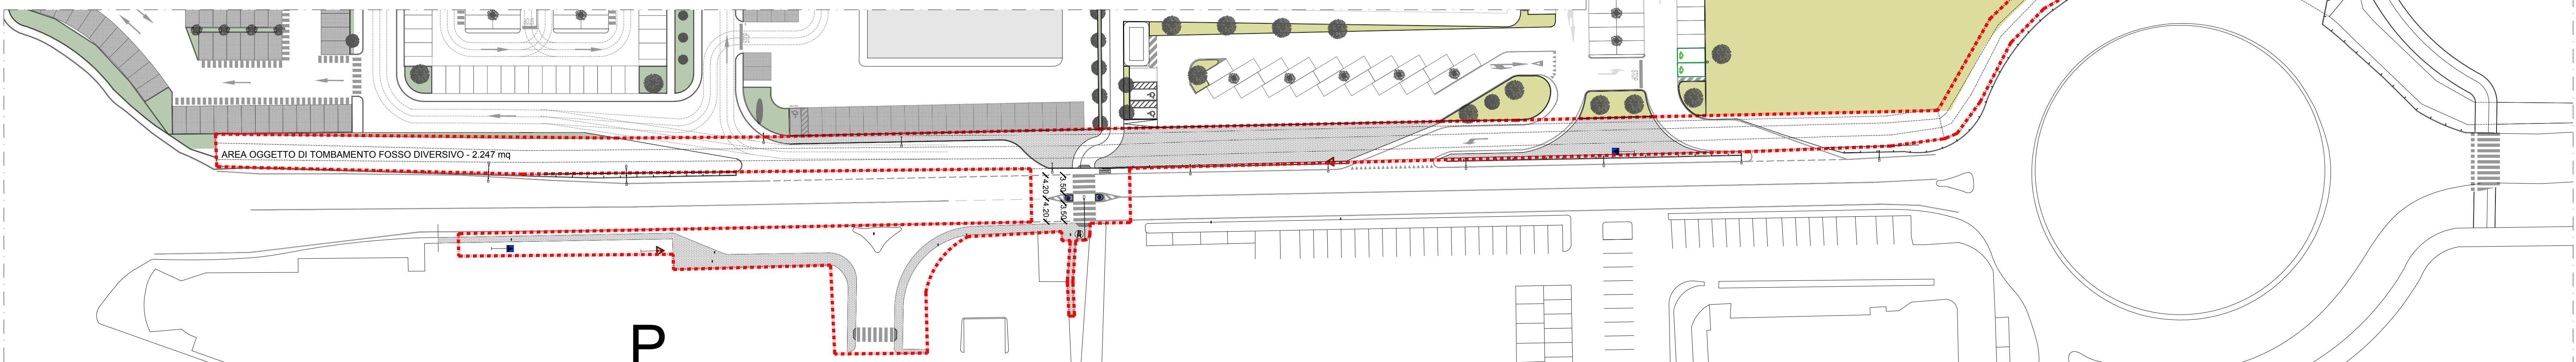 AREA OGGETTO DI TOMBAMENTO FOSSO DIVERSIVO - 2.247 mq
4.20
3.50
4.20
3.50
P